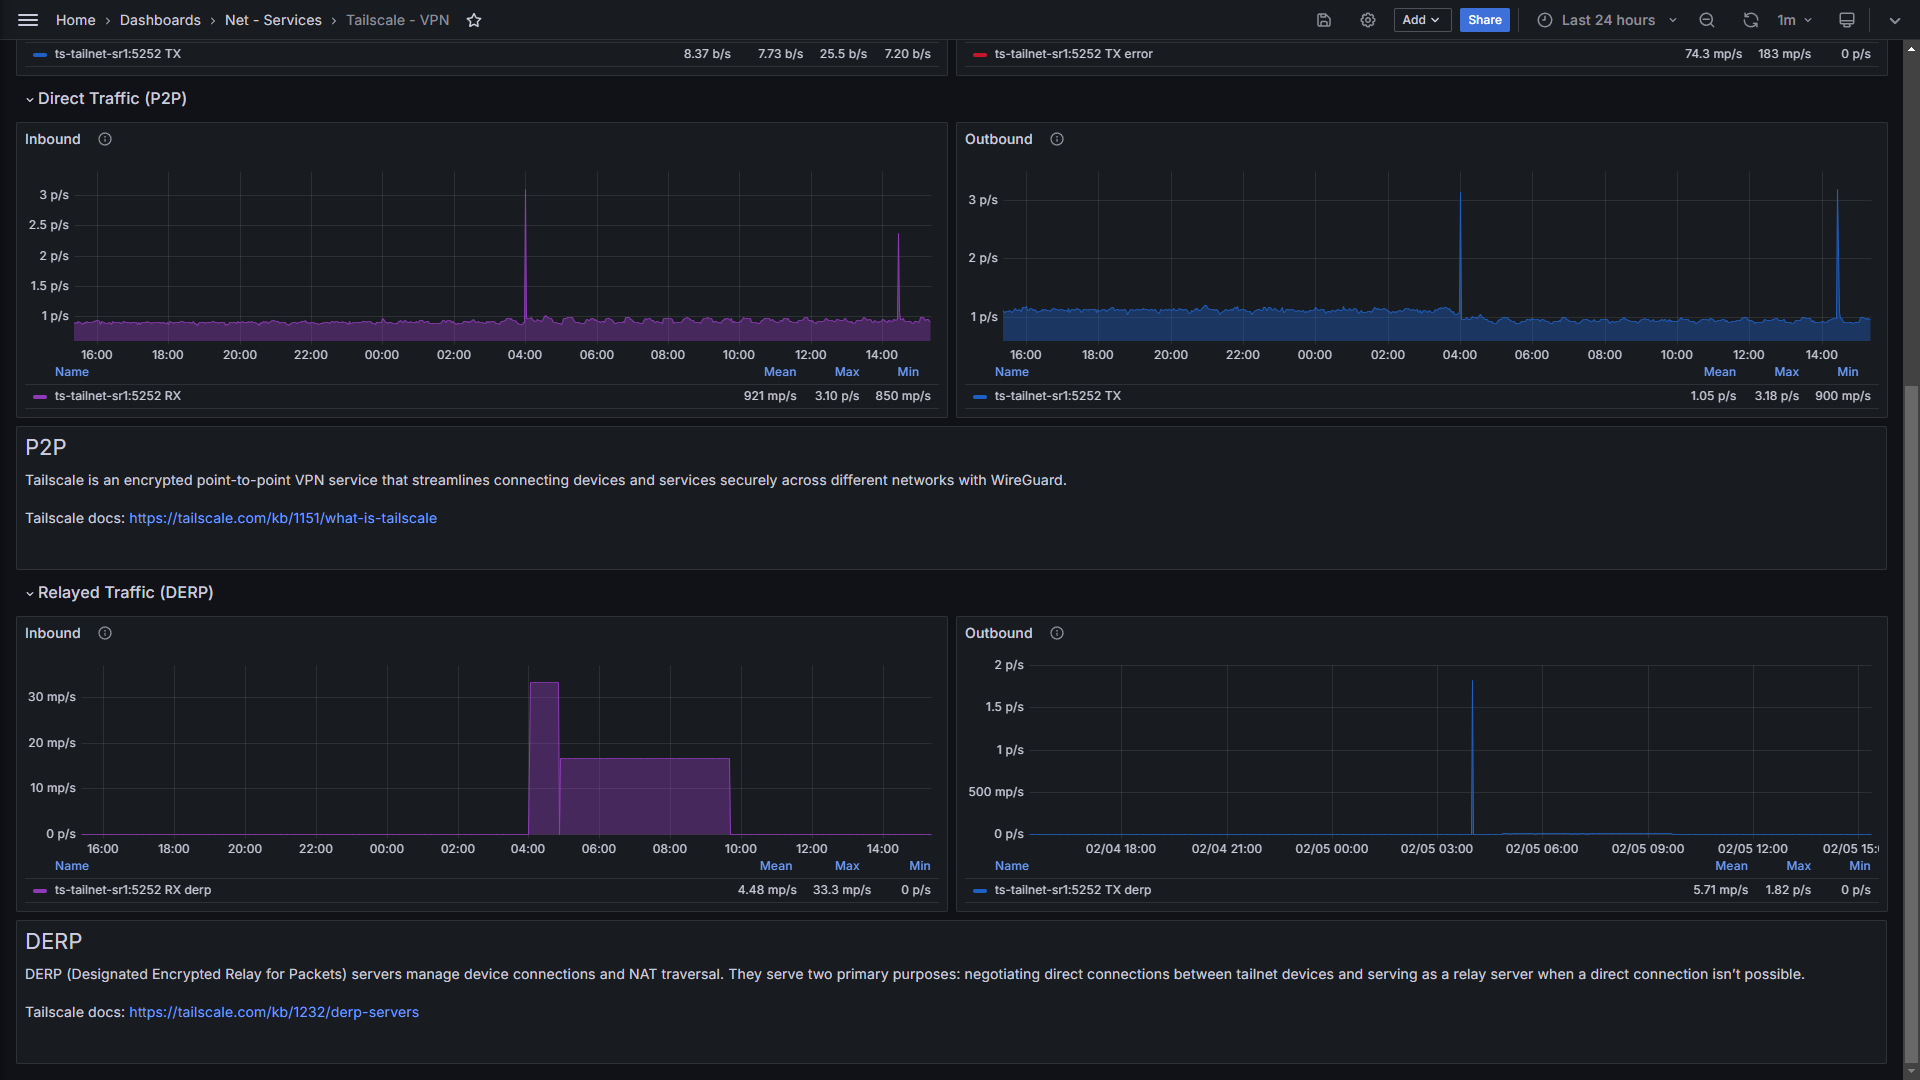 Home › Dashboards › Net - Services › Tailscale - VPN
Add
Share
Last 24 hours
1m
ts-tailnet-sr1:5252 TX 8.37 b/s 7.73 b/s 25.5 b/s 7.20 b/s
ts-tailnet-sr1:5252 TX error 74.3 mp/s 183 mp/s 0 p/s
Direct Traffic (P2P)
Inbound
3 p/s
2.5 p/s
2 p/s
1.5 p/s
1 p/s
16:00 18:00 20:00 22:00 00:00 02:00 04:00 06:00 08:00 10:00 12:00 14:00
Name Mean Max Min
ts-tailnet-sr1:5252 RX 921 mp/s 3.10 p/s 850 mp/s
Outbound
3 p/s
2 p/s
1 p/s
16:00 18:00 20:00 22:00 00:00 02:00 04:00 06:00 08:00 10:00 12:00 14:00
Name Mean Max Min
ts-tailnet-sr1:5252 TX 1.05 p/s 3.18 p/s 900 mp/s
P2P
Tailscale is an encrypted point-to-point VPN service that streamlines connecting devices and services securely across different networks with WireGuard.
Tailscale docs: https://tailscale.com/kb/1151/what-is-tailscale
Relayed Traffic (DERP)
Inbound
30 mp/s
20 mp/s
10 mp/s
0 p/s
16:00 18:00 20:00 22:00 00:00 02:00 04:00 06:00 08:00 10:00 12:00 14:00
Name Mean Max Min
ts-tailnet-sr1:5252 RX derp 4.48 mp/s 33.3 mp/s 0 p/s
Outbound
2 p/s
1.5 p/s
1 p/s
500 mp/s
0 p/s
02/04 18:00 02/04 21:00 02/05 00:00 02/05 03:00 02/05 06:00 02/05 09:00 02/05 12:00 02/05 15:
Name Mean Max Min
ts-tailnet-sr1:5252 TX derp 5.71 mp/s 1.82 p/s 0 p/s
DERP
DERP (Designated Encrypted Relay for Packets) servers manage device connections and NAT traversal. They serve two primary purposes: negotiating direct connections between tailnet devices and serving as a relay server when a direct connection isn’t possible.
Tailscale docs: https://tailscale.com/kb/1232/derp-servers